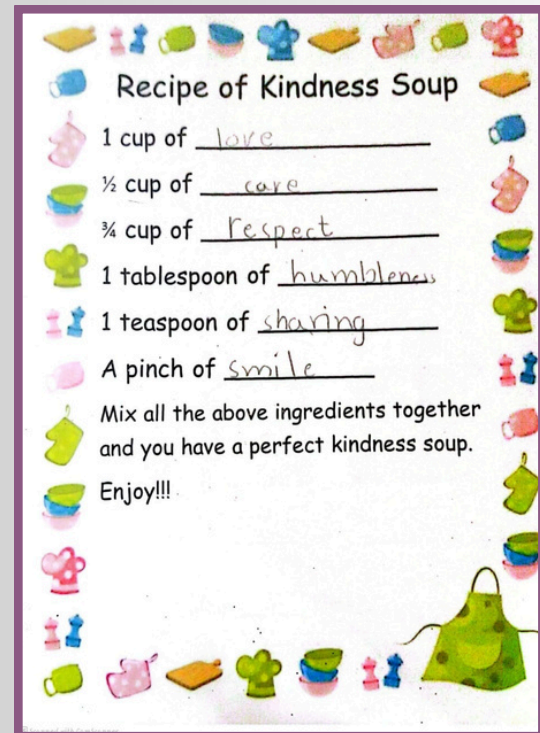 Recipe of Kindness Soup
1 cup of love
½ cup of care
¾ cup of respect
1 tablespoon of humbleness
1 teaspoon of sharing
A pinch of smile
Mix all the above ingredients together
and you have a perfect kindness soup.
Enjoy!!!